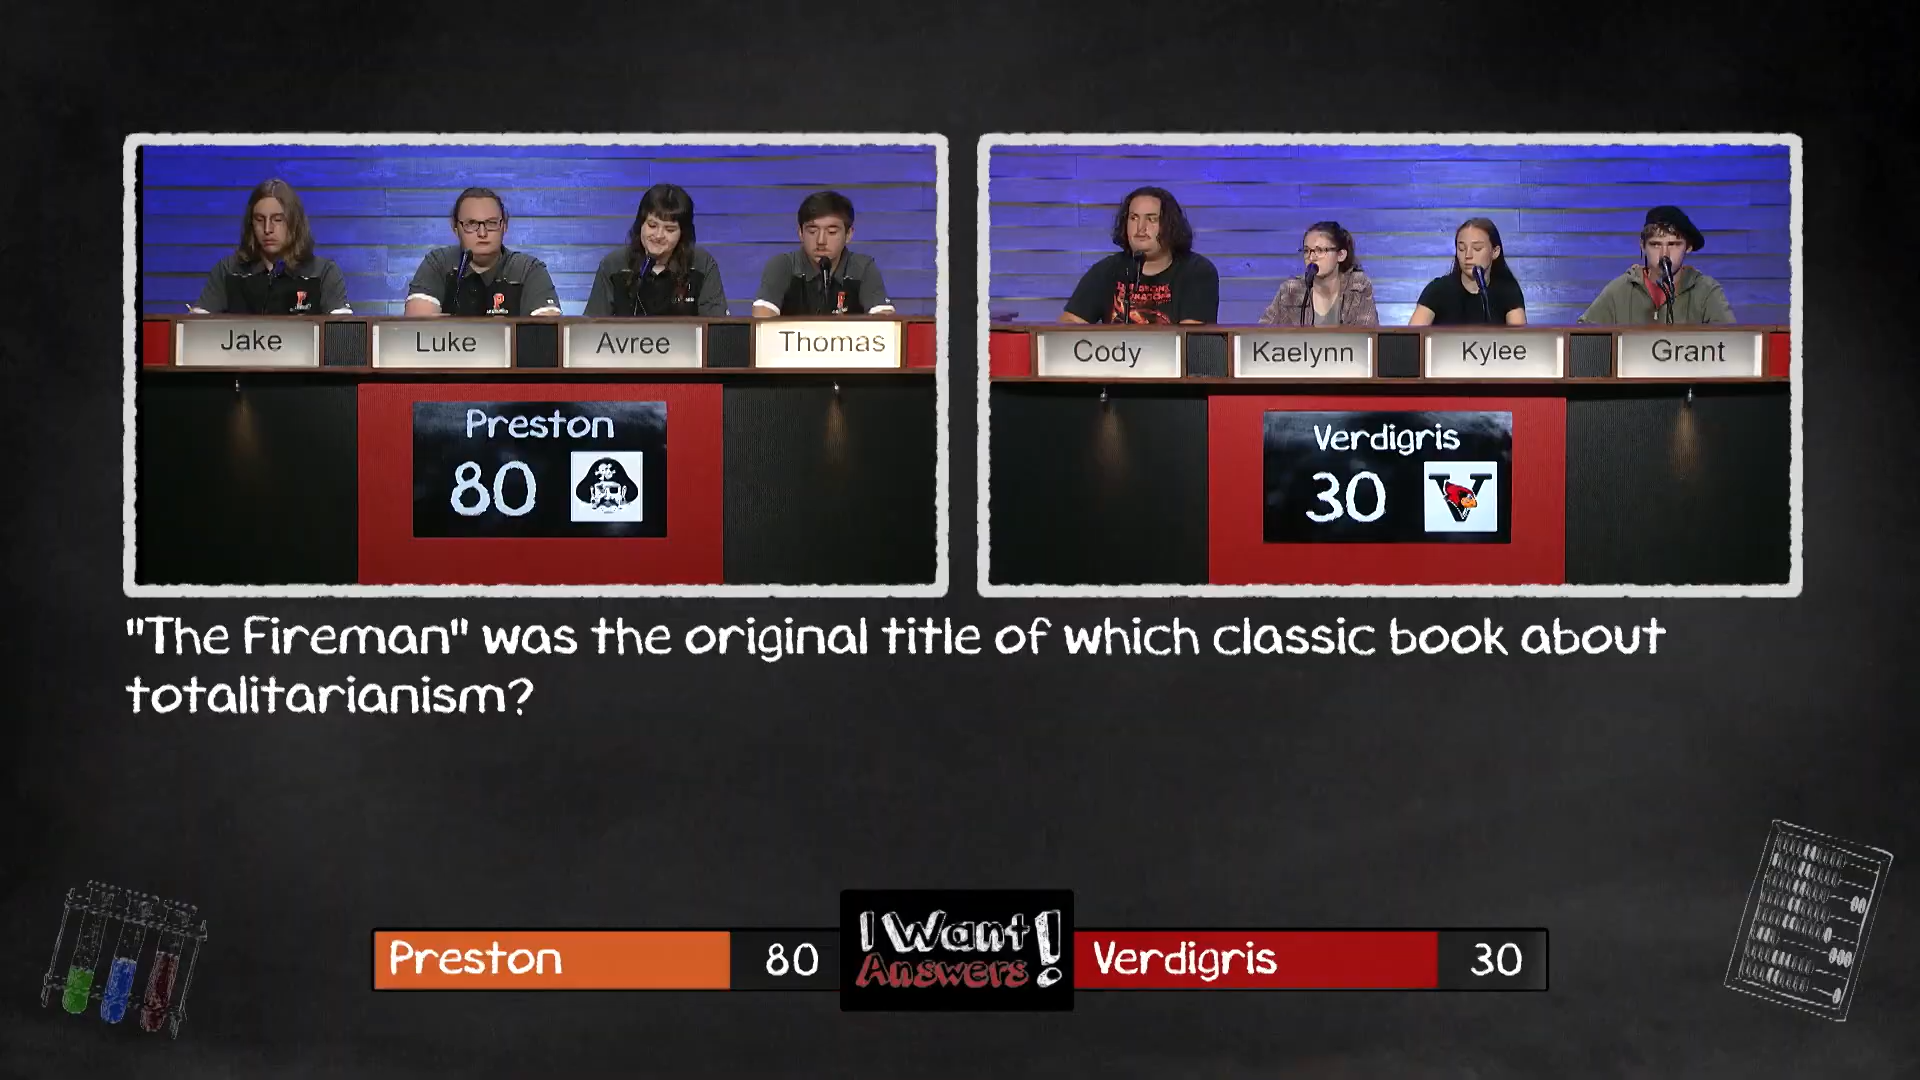 Jake
Luke
Avree
Thomas
Preston
80
Cody
Kaelynn
Kylee
Grant
Verdigris
30
V
"The Fireman" was the original title of which classic book about
totalitarianism?
Preston
80
I Want
Answers!
Verdigris
30